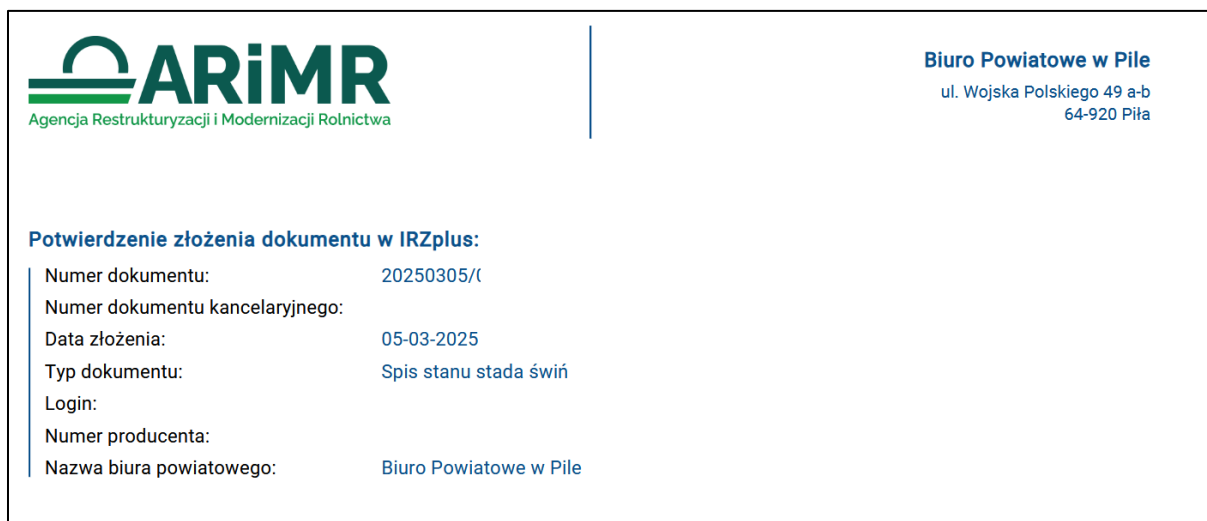 ARiMR
Agencja Restrukturyzacji i Modernizacji Rolnictwa
Biuro Powiatowe w Pile
ul. Wojska Polskiego 49 a-b
64-920 Piła
Potwierdzenie złożenia dokumentu w IRZplus:
Numer dokumentu: 20250305/
Numer dokumentu kancelaryjnego:
Data złożenia: 05-03-2025
Typ dokumentu: Spis stanu stada świń
Login:
Numer producenta:
Nazwa biura powiatowego: Biuro Powiatowe w Pile